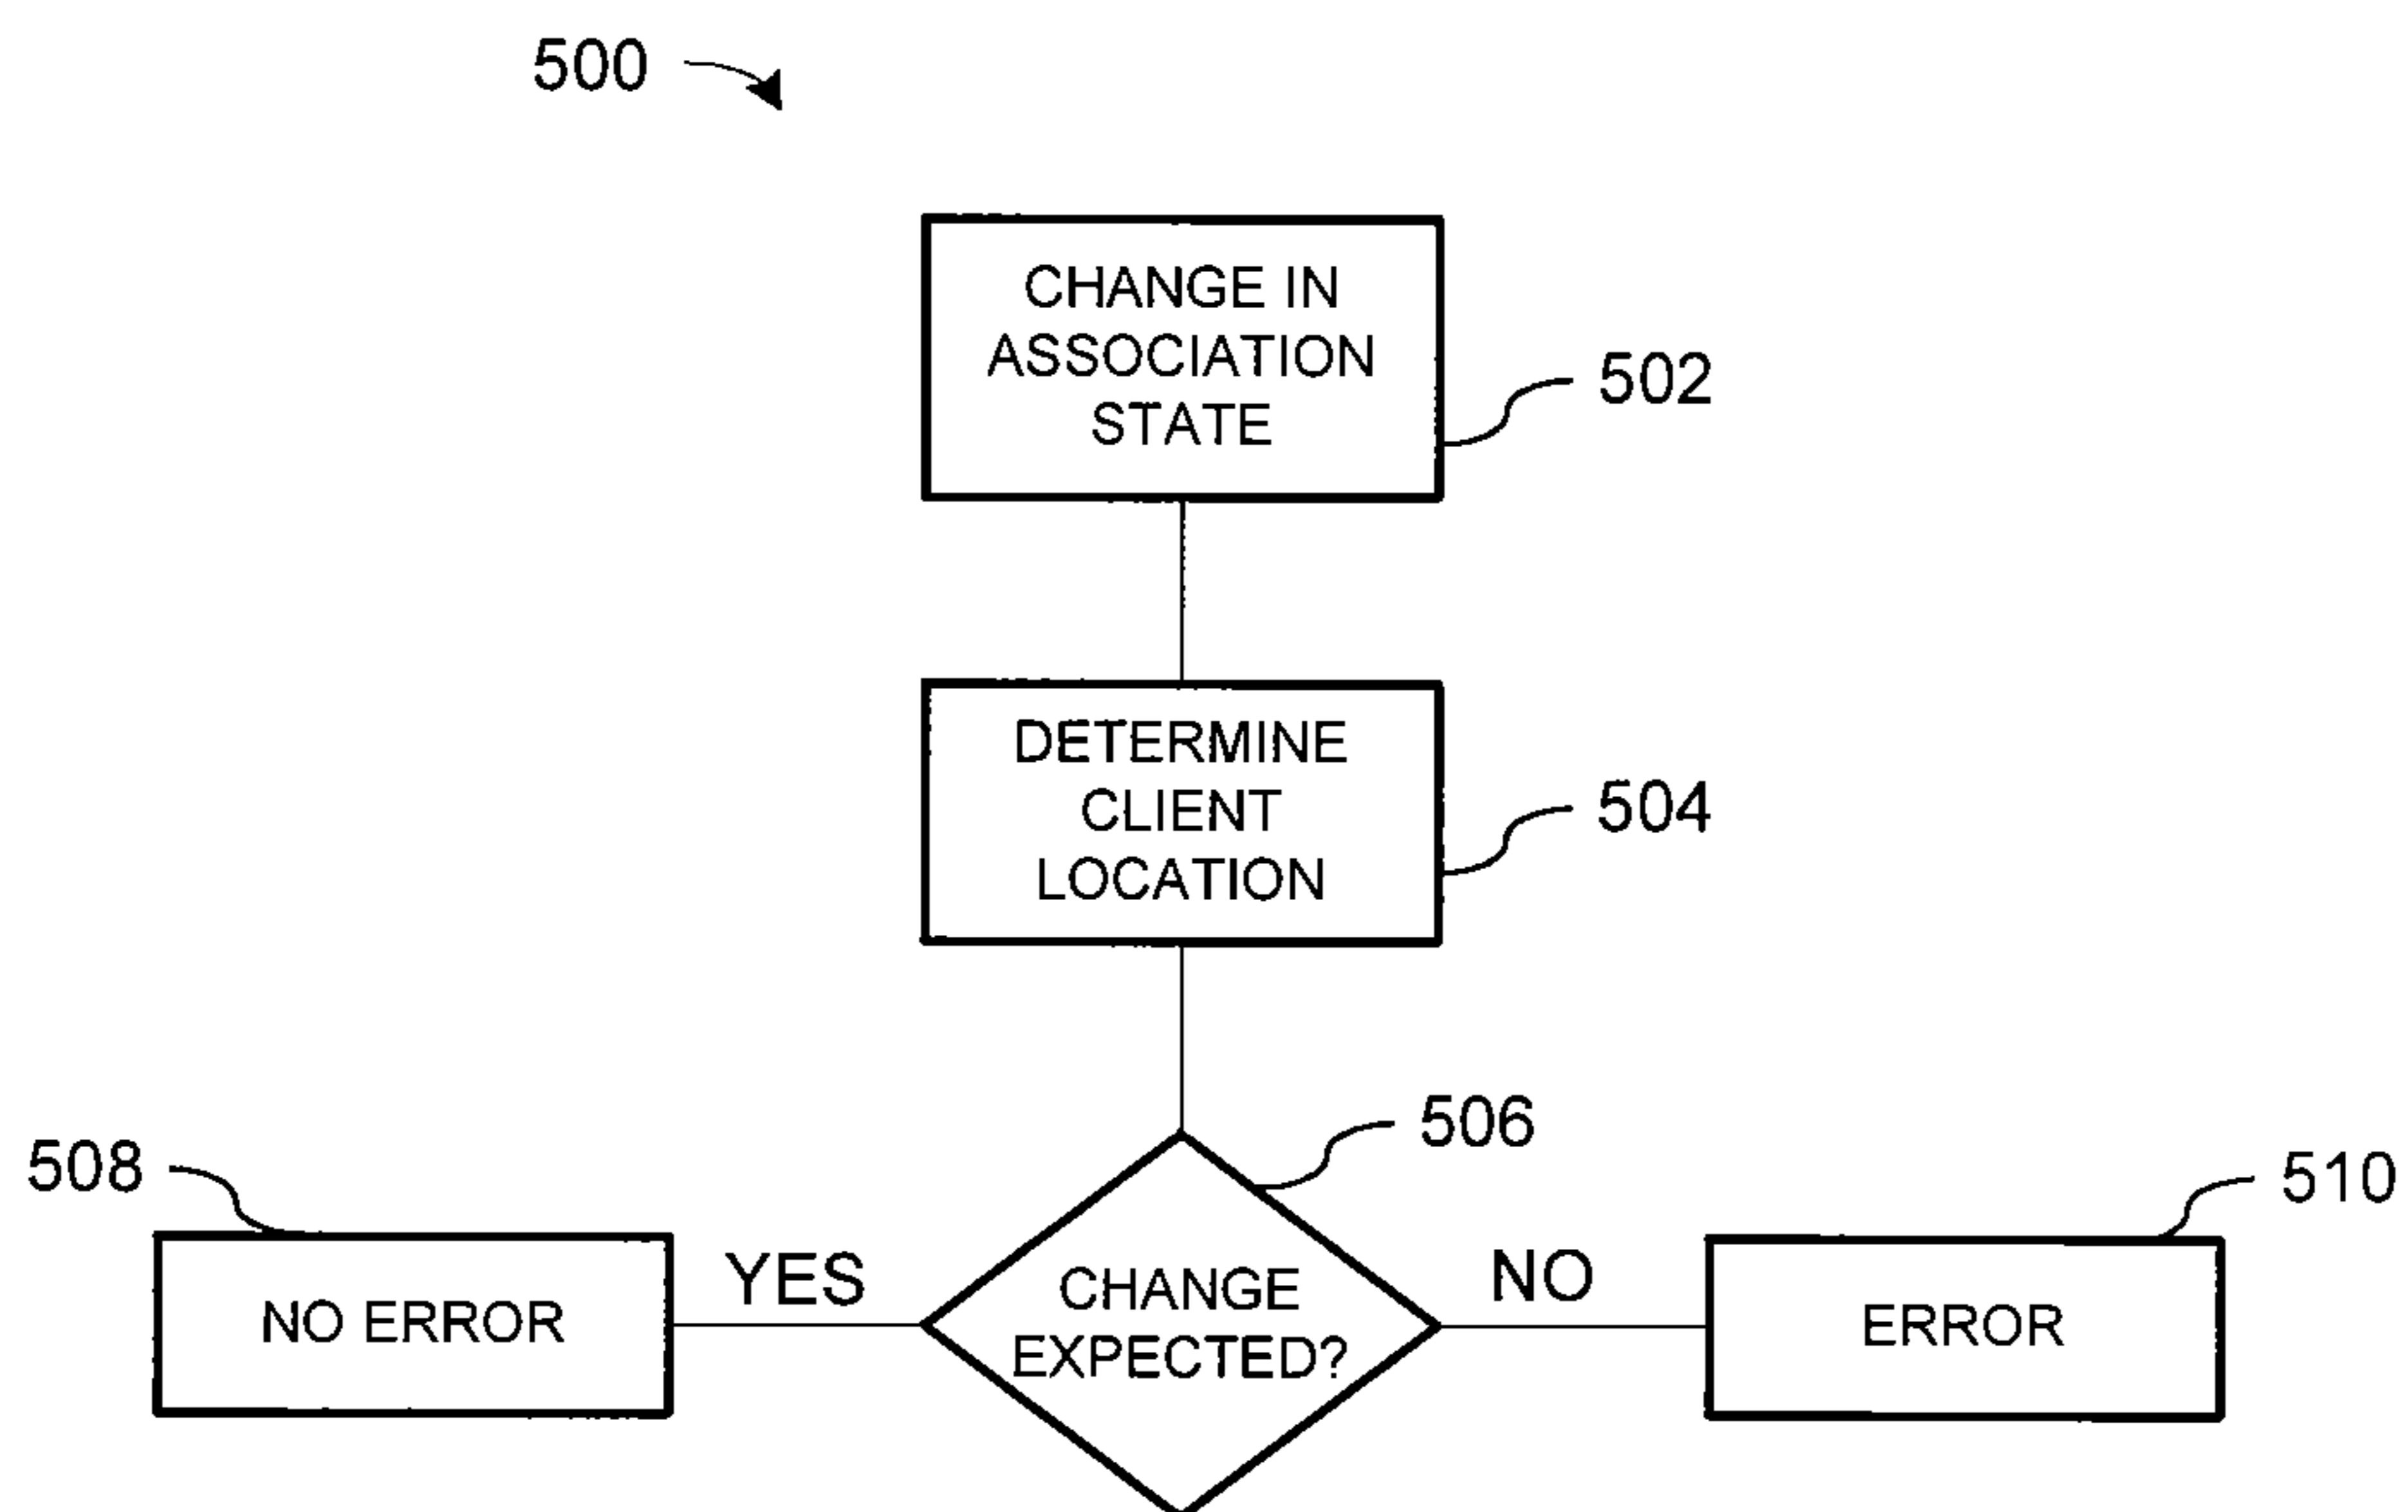 500
CHANGE IN
ASSOCIATION
STATE
502
DETERMINE
CLIENT
LOCATION
504
506
508
510
NO ERROR
YES
CHANGE
EXPECTED?
NO
ERROR